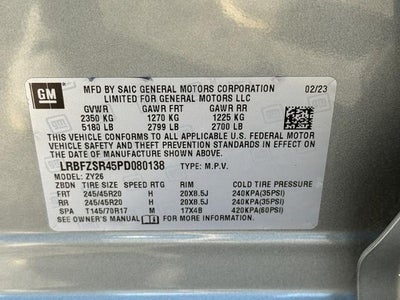 GM
MFD BY SAIC GENERAL MOTORS CORPORATION 02/23
LIMITED FOR GENERAL MOTORS LLC
GVWR GAWR FRT GAWR RR
2350 KG 1270 KG 1225 KG
5180 LB 2799 LB 2700 LB
THIS VEHICLE CONFORMS TO ALL APPLICABLE U.S. FEDERAL MOTOR
VEHICLE SAFETY AND THEFT PREVENTION STANDARDS IN EFFECT
ON THE DATE OF MANUFACTURE SHOWN ABOVE.
LRBFZSR45PD080138 TYPE: M.P.V.
MODEL: ZY26
ZBDN TIRE SIZE SPEED RTG RIM COLD TIRE PRESSURE
FRT 245/45R20 H 20X8.5J 240KPA(35PSI)
RR 245/45R20 H 20X8.5J 240KPA(35PSI)
SPA T145/70R17 M 17X4B 420KPA(60PSI)
SEE OWNER'S MANUAL FOR ADDITIONAL INFORMATION